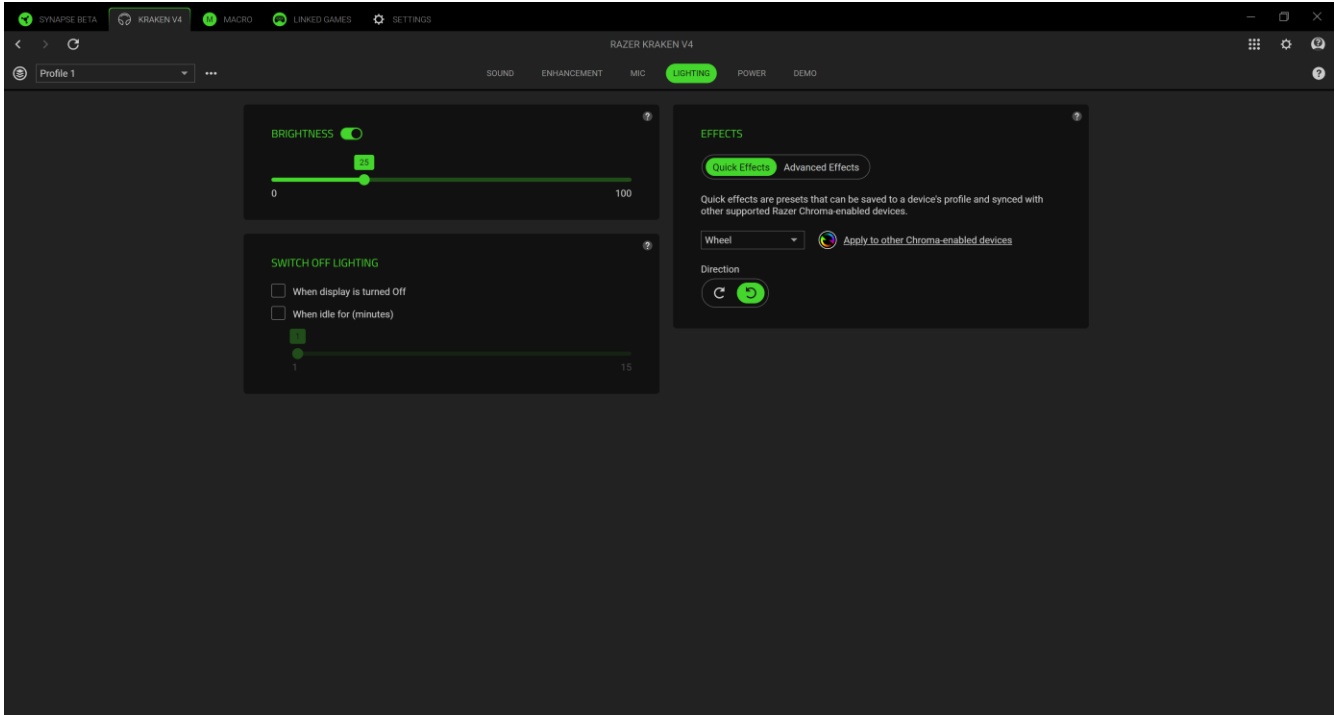 SYNAPSE BETA KRAKEN V4 MACRO LINKED GAMES SETTINGS
RAZER KRAKEN V4
Profile 1 SOUND ENHANCEMENT MIC LIGHTING POWER DEMO
BRIGHTNESS
25
0 100
SWITCH OFF LIGHTING
When display is turned Off
When idle for (minutes)
1
1 15
EFFECTS
Quick Effects Advanced Effects
Quick effects are presets that can be saved to a device's profile and synced with
other supported Razer Chroma-enabled devices.
Wheel Apply to other Chroma-enabled devices
Direction